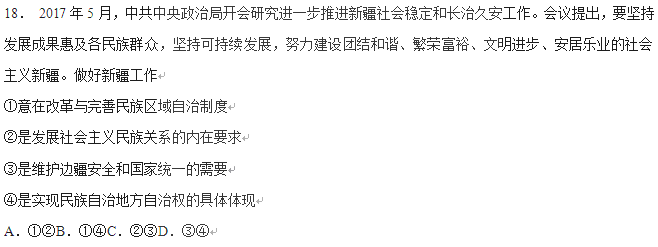 18． 2017年5月，中共中央政治局开会研究进一步推进新疆社会稳定和长治久安工作。会议提出，要坚持
发展成果惠及各民族群众，坚持可持续发展，努力建设团结和谐、繁荣富裕、文明进步、安居乐业的社会
主义新疆。做好新疆工作
①意在改革与完善民族区域自治制度↵
②是发展社会主义民族关系的内在要求↵
③是维护边疆安全和国家统一的需要↵
④是实现民族自治地方自治权的具体体现↵
A．①②B．①④C．②③D．③④↵